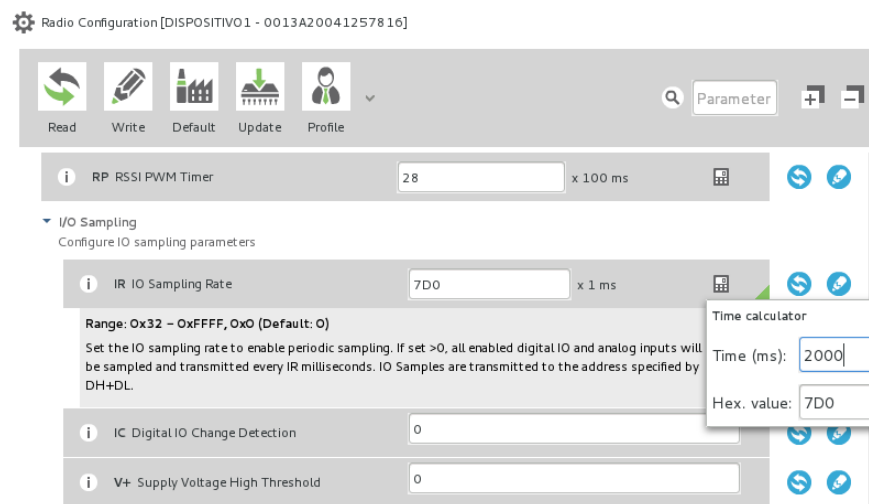 Radio Configuration [DISPOSITIVO1 - 0013A20041257816]
Read Write Default Update Profile
Parameter
i RP RSSI PWM Timer 28 x 100 ms
I/O Sampling
Configure IO sampling parameters
i IR IO Sampling Rate 7D0 x 1 ms
Range: 0x32 - 0xFFFF, 0x0 (Default: 0)
Set the IO sampling rate to enable periodic sampling. If set >0, all enabled digital IO and analog inputs will
be sampled and transmitted every IR milliseconds. IO Samples are transmitted to the address specified by
DH+DL.
Time calculator
Time (ms): 2000
Hex. value: 7D0
i IC Digital IO Change Detection 0
i V+ Supply Voltage High Threshold 0